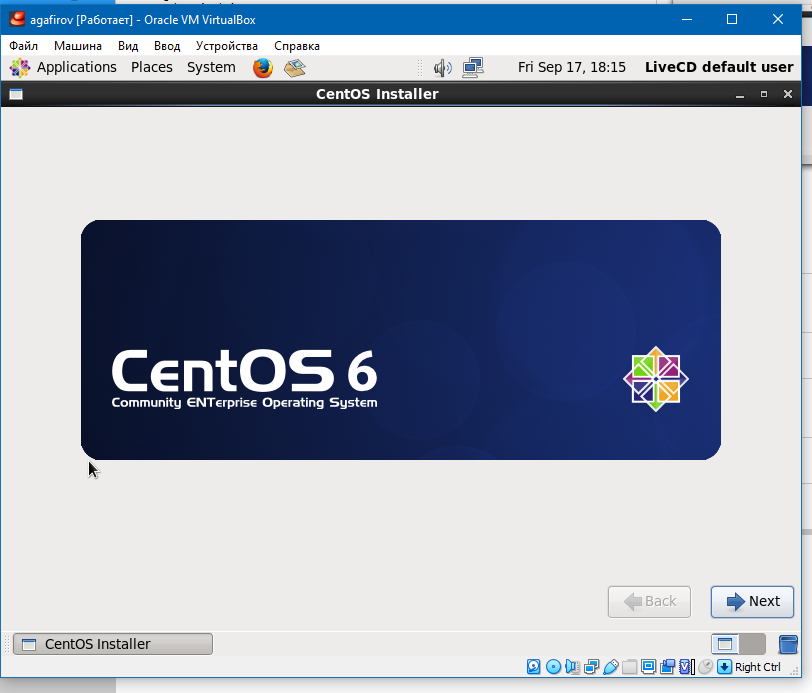 agafirov [Работает] - Oracle VM VirtualBox
Файл Машина Вид Ввод Устройства Справка
Applications Places System Fri Sep 17, 18:15 LiveCD default user
CentOS Installer
CentOS 6
Community ENTerprise Operating System
Back Next
CentOS Installer
Right Ctrl